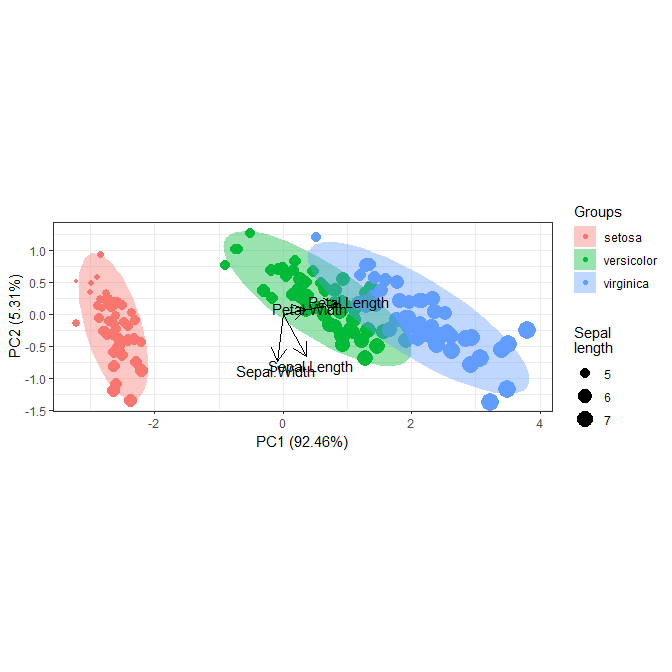 Groups
setosa
versicolor
virginica
Sepal
length
5
6
7
PC2 (5.31%)
1.0
0.5
0.0
-0.5
-1.0
-1.5
Petal.Length
Petal.Width
Sepal.Length
Sepal.Width
-2
0
2
4
PC1 (92.46%)